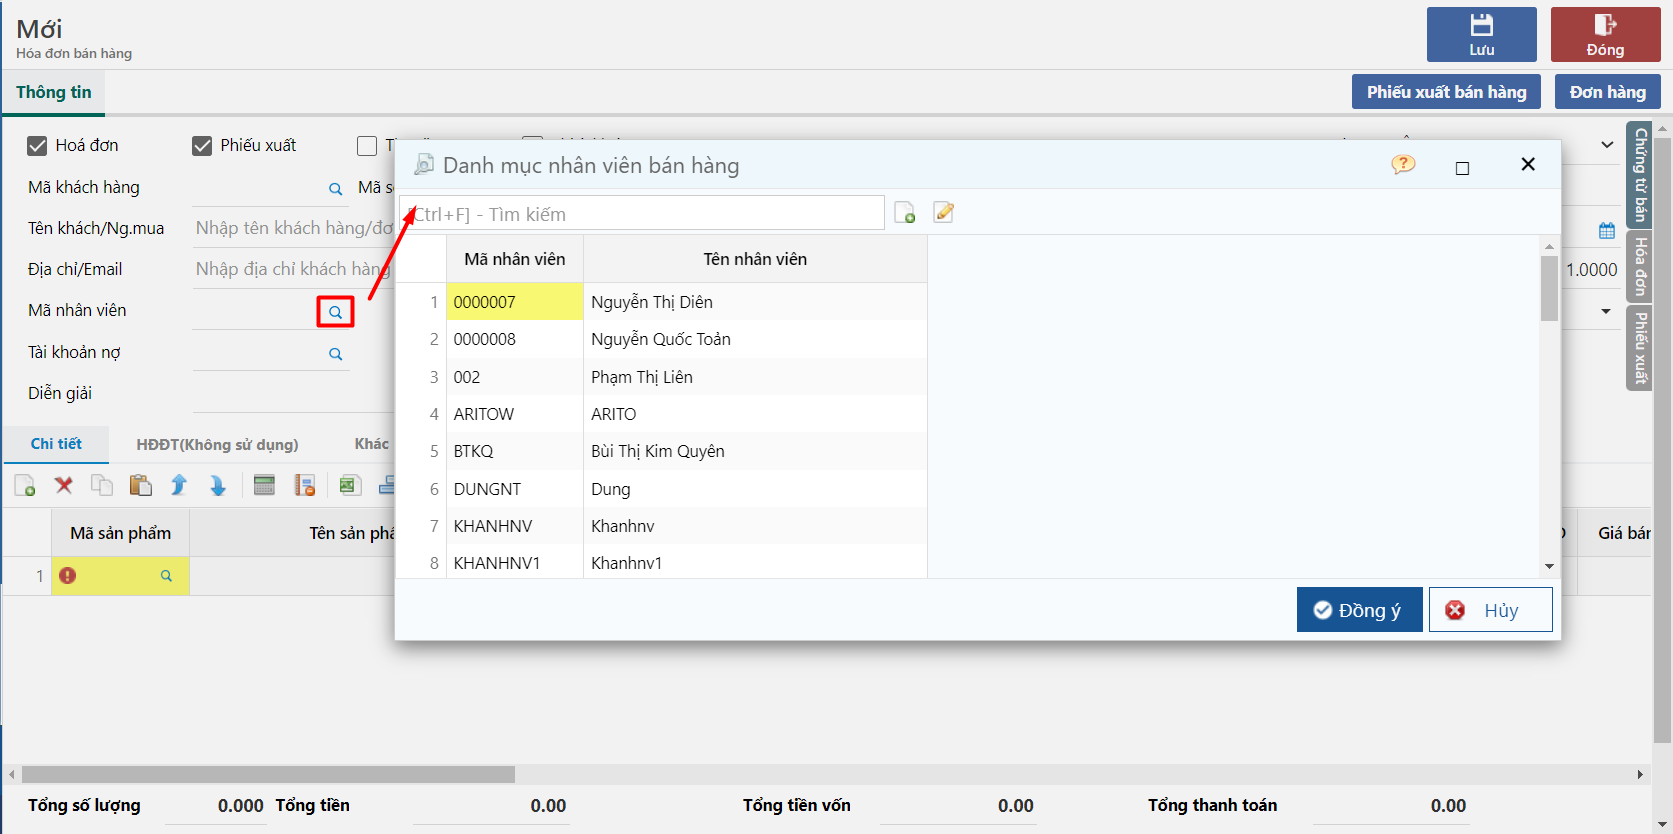 Mới
Hóa đơn bán hàng
Lưu
Đóng
Thông tin
Phiếu xuất bán hàng
Đơn hàng
Hoá đơn
Phiếu xuất
Mã khách hàng
Mã s
Tên khách/Ng.mua
Nhập tên khách hàng/đơ
Địa chỉ/Email
Nhập địa chỉ khách hàng
1.0000
Mã nhân viên
Tài khoản nợ
Diễn giải
Chứng từ bán
Hóa đơn
Phiếu xuất
Danh mục nhân viên bán hàng
[Ctrl+F] - Tìm kiếm
Mã nhân viên Tên nhân viên
1 0000007 Nguyễn Thị Diên
2 0000008 Nguyễn Quốc Toản
3 002 Phạm Thị Liên
4 ARITOW ARITO
5 BTKQ Bùi Thị Kim Quyên
6 DUNGNT Dung
7 KHANHNV Khanhnv
8 KHANHNV1 Khanhnv1
Đồng ý
Hủy
Chi tiết
HĐĐT(Không sử dụng)
Khác
Mã sản phẩm
Tên sản phẩ
Giá bán
1
Tổng số lượng 0.000 Tổng tiền 0.00 Tổng tiền vốn 0.00 Tổng thanh toán 0.00